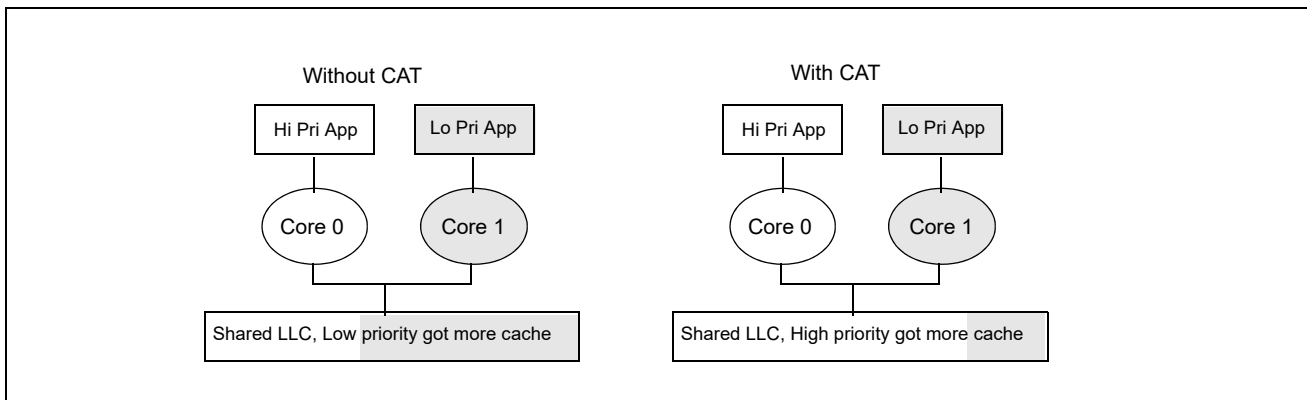 Without CAT
Hi Pri App
Lo Pri App
Core 0
Core 1
Shared LLC, Low priority got more cache
With CAT
Hi Pri App
Lo Pri App
Core 0
Core 1
Shared LLC, High priority got more cache